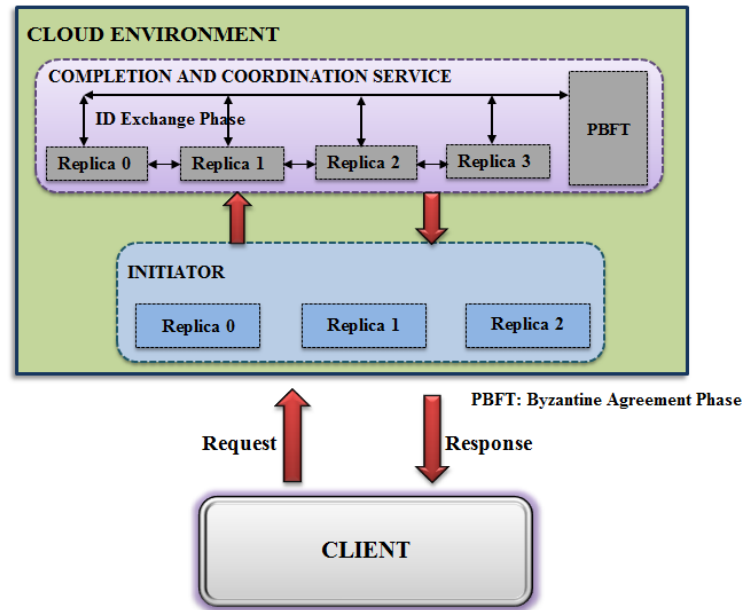 CLOUD ENVIRONMENT
COMPLETION AND COORDINATION SERVICE
ID Exchange Phase
PBFT
Replica 0
Replica 1
Replica 2
Replica 3
INITIATOR
Replica 0
Replica 1
Replica 2
PBFT: Byzantine Agreement Phase
Request
Response
CLIENT